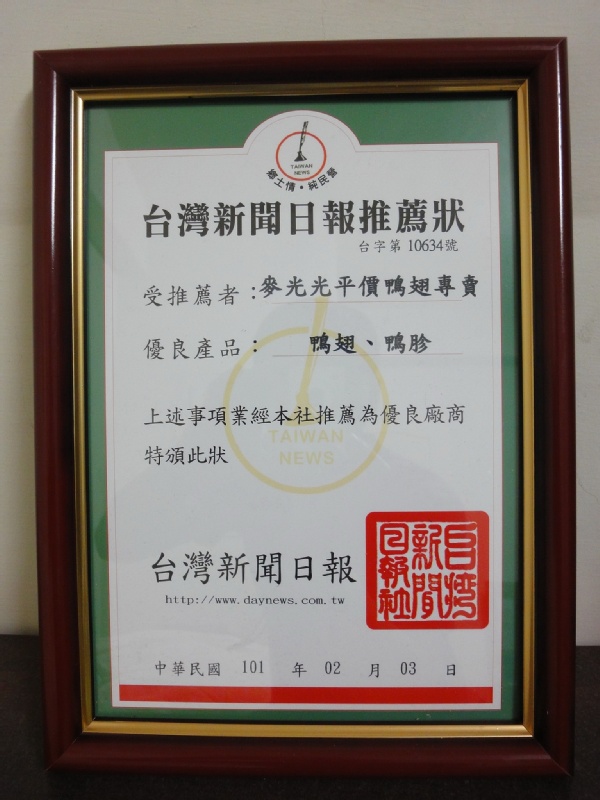 TAIWAN
NEWS
鄉土情·純民營
台灣新聞日報推薦狀
台字第 10634號
受推薦者：麥光光平價鴨翅專賣
優良產品： 鴨翅、鴨胗
上述事項業經本社推薦為優良廠商
特頒此狀
TAIWAN
NEWS
台灣新聞日報
http://www.daynews.com.tw
台灣
新聞
日報社
中華民國 101 年 02 月 03 日